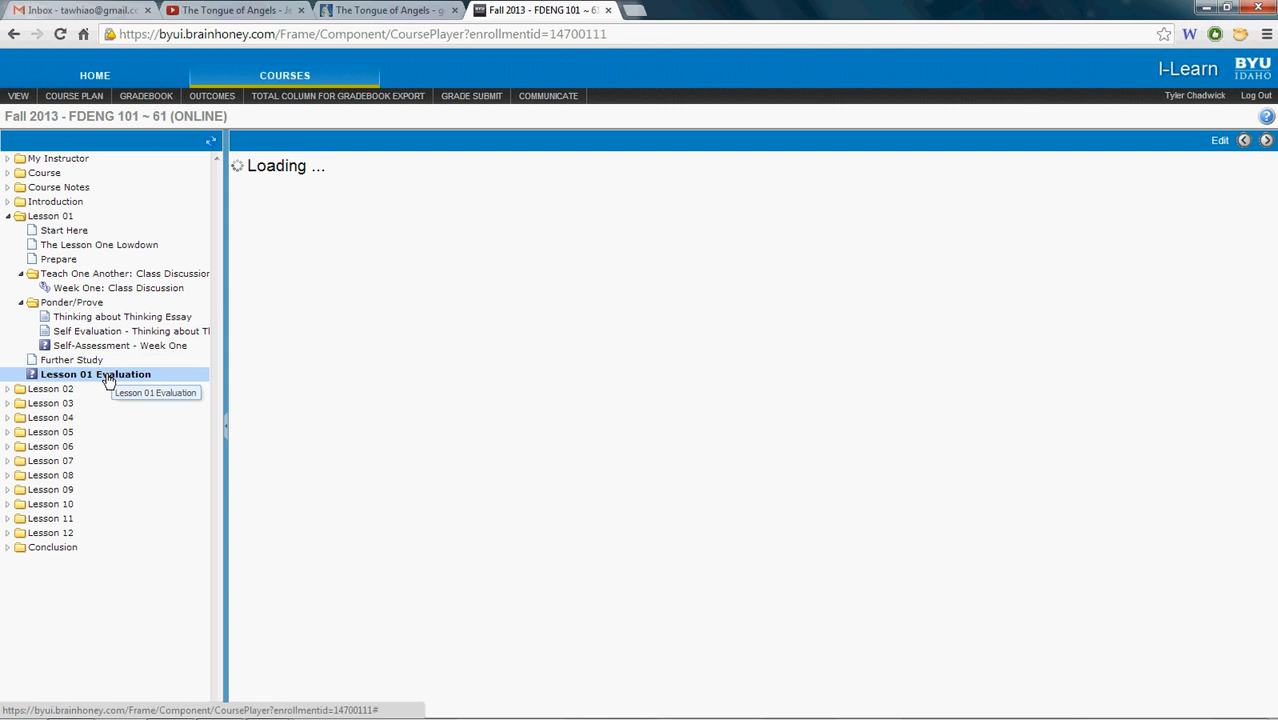 Inbox - tawhiao@gmail.c
The Tongue of Angels - Je
The Tongue of Angels - g
Fall 2013 - FDENG 101 ~ 61
https://byui.brainhoney.com/Frame/Component/CoursePlayer?enrollmentid=14700111
HOME
COURSES
I-Learn
BYU
IDAHO
VIEW
COURSE PLAN
GRADEBOOK
OUTCOMES
TOTAL COLUMN FOR GRADEBOOK EXPORT
GRADE SUBMIT
COMMUNICATE
Tyler Chadwick
Log Out
Fall 2013 - FDENG 101 ~ 61 (ONLINE)
Edit
My Instructor
Loading ...
Course
Course Notes
Introduction
Lesson 01
Start Here
The Lesson One Lowdown
Prepare
Teach One Another: Class Discussion
Week One: Class Discussion
Ponder/Prove
Thinking about Thinking Essay
Self Evaluation - Thinking about Tl
Self-Assessment - Week One
Further Study
Lesson 01 Evaluation
Lesson 01 Evaluation
Lesson 02
Lesson 03
Lesson 04
Lesson 05
Lesson 06
Lesson 07
Lesson 08
Lesson 09
Lesson 10
Lesson 11
Lesson 12
Conclusion
https://byui.brainhoney.com/Frame/Component/CoursePlayer?enrollmentid=14700111#